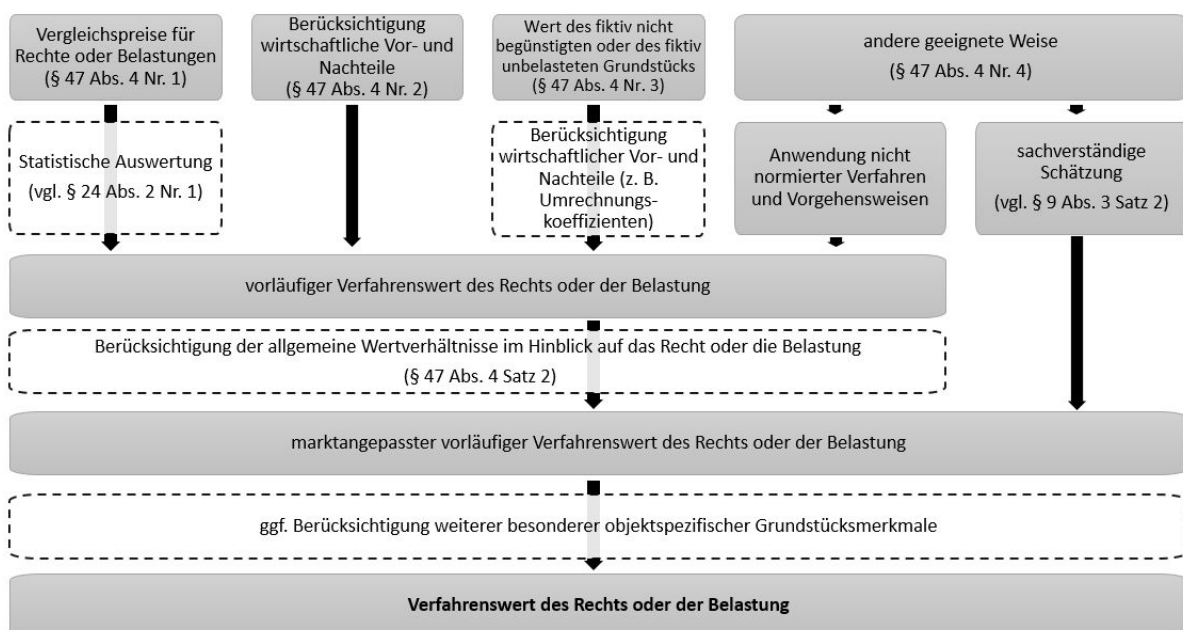 Vergleichspreise für
Rechte oder Belastungen
(§ 47 Abs. 4 Nr. 1)
Berücksichtigung
wirtschaftliche Vor- und
Nachteile
(§ 47 Abs. 4 Nr. 2)
Wert des fiktiv nicht
begünstigten oder des fiktiv
unbelasteten Grundstücks
(§ 47 Abs. 4 Nr. 3)
andere geeignete Weise
(§ 47 Abs. 4 Nr. 4)
Statistische Auswertung
(vgl. § 24 Abs. 2 Nr. 1)
Berücksichtigung
wirtschaftlicher Vor- und
Nachteile (z. B.
Umrechnungs-
koeffizienten)
Anwendung nicht
normierter Verfahren
und Vorgehensweisen
sachverständige
Schätzung
(vgl. § 9 Abs. 3 Satz 2)
vorläufiger Verfahrenswert des Rechts oder der Belastung
Berücksichtigung der allgemeine Wertverhältnisse im Hinblick auf das Recht oder die Belastung
(§ 47 Abs. 4 Satz 2)
marktangepasster vorläufiger Verfahrenswert des Rechts oder der Belastung
ggf. Berücksichtigung weiterer besonderer objektspezifischer Grundstücksmerkmale
Verfahrenswert des Rechts oder der Belastung